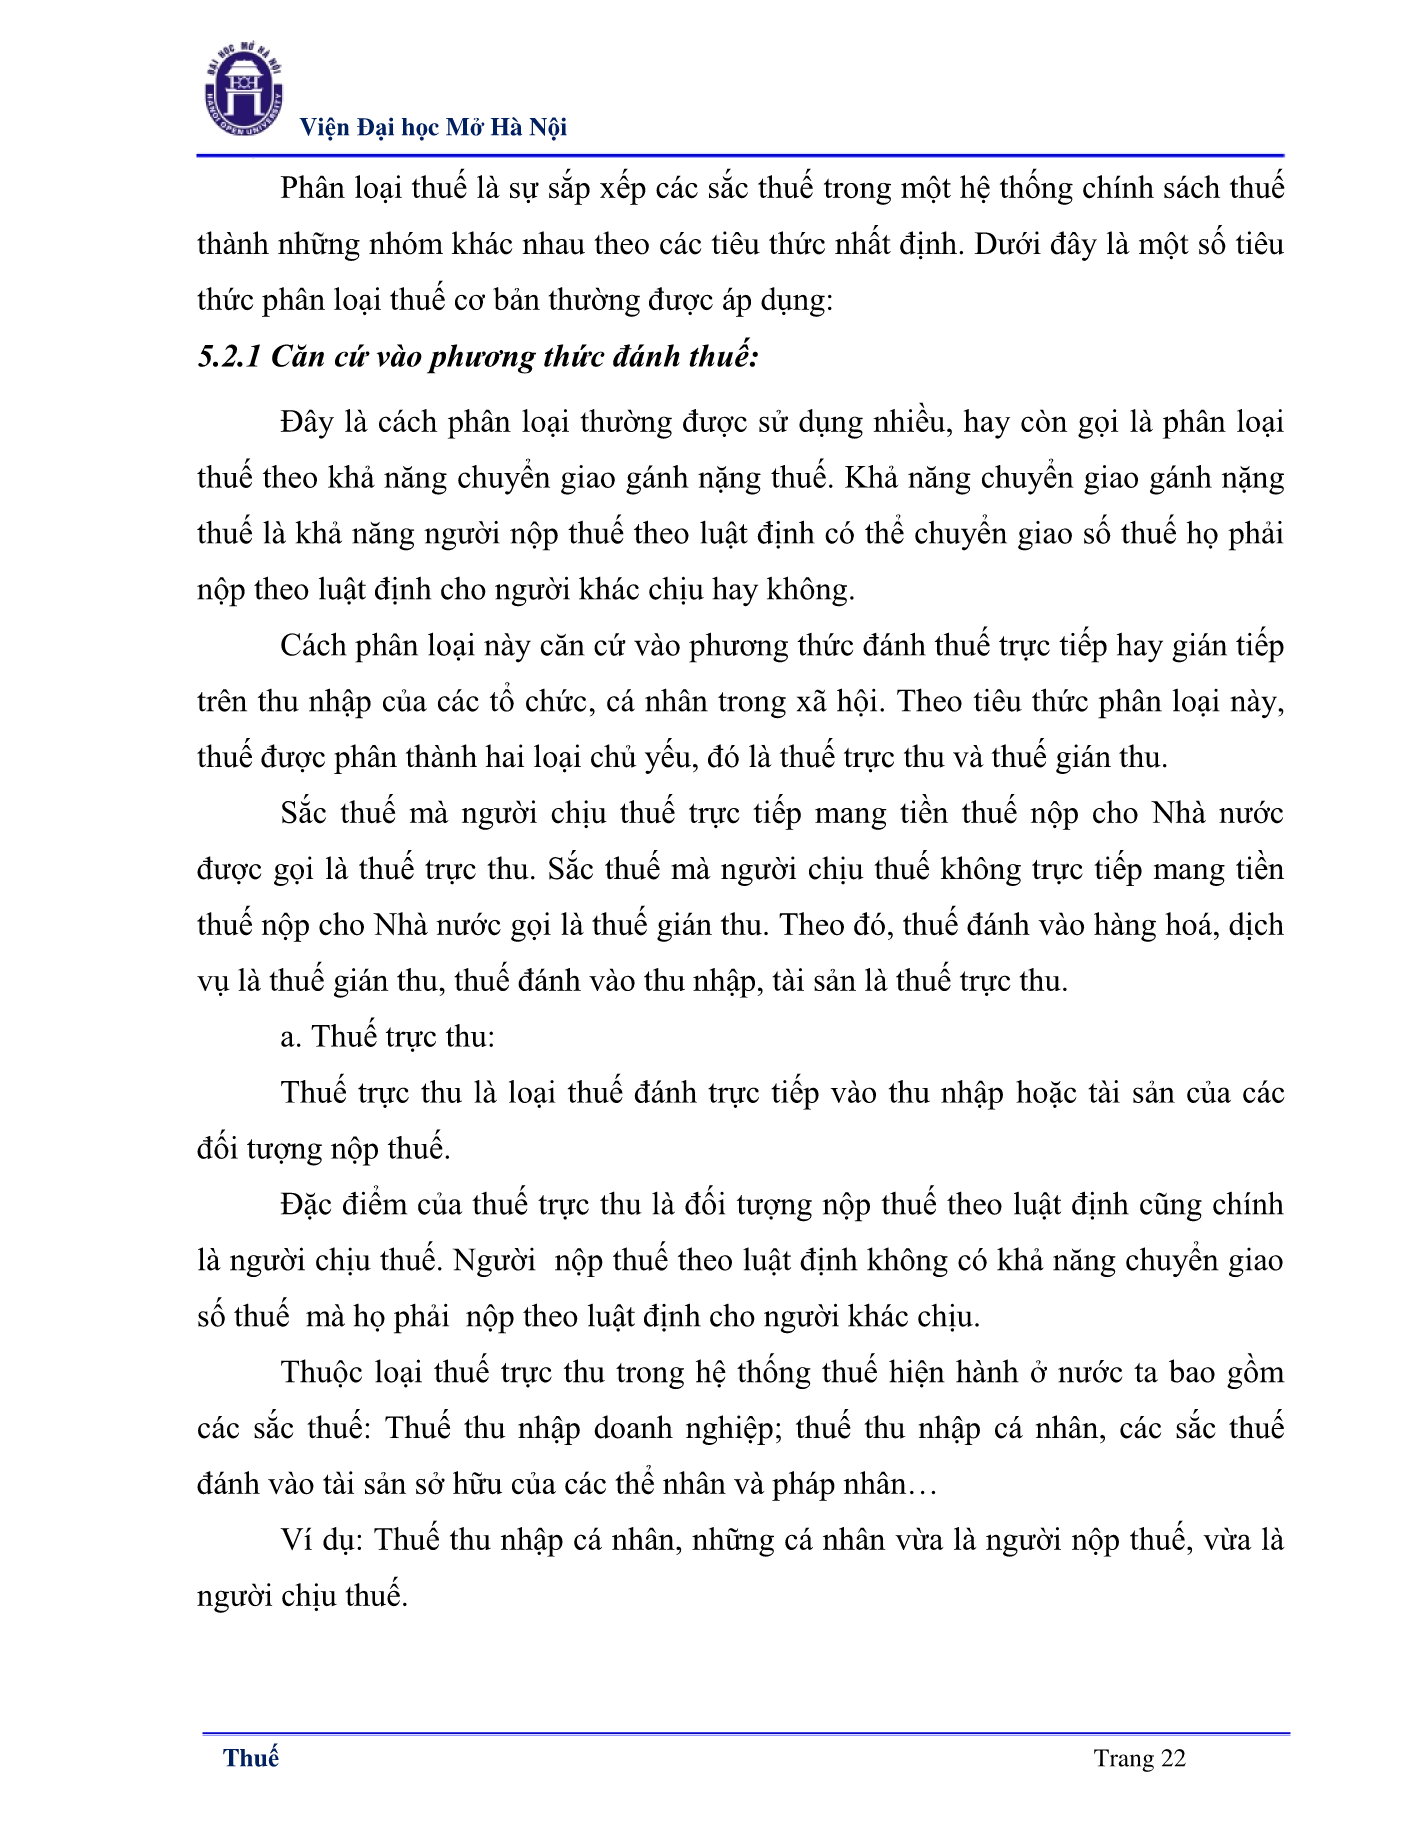 ĐẠI HỌC MỞ HÀ NỘI
HANOI OPEN UNIVERSITY
Viện Đại học Mở Hà Nội
Phân loại thuế là sự sắp xếp các sắc thuế trong một hệ thống chính sách thuế
thành những nhóm khác nhau theo các tiêu thức nhất định. Dưới đây là một số tiêu
thức phân loại thuế cơ bản thường được áp dụng:
5.2.1 Căn cứ vào phương thức đánh thuế:
Đây là cách phân loại thường được sử dụng nhiều, hay còn gọi là phân loại
thuế theo khả năng chuyển giao gánh nặng thuế. Khả năng chuyển giao gánh nặng
thuế là khả năng người nộp thuế theo luật định có thể chuyển giao số thuế họ phải
nộp theo luật định cho người khác chịu hay không.
Cách phân loại này căn cứ vào phương thức đánh thuế trực tiếp hay gián tiếp
trên thu nhập của các tổ chức, cá nhân trong xã hội. Theo tiêu thức phân loại này,
thuế được phân thành hai loại chủ yếu, đó là thuế trực thu và thuế gián thu.
Sắc thuế mà người chịu thuế trực tiếp mang tiền thuế nộp cho Nhà nước
được gọi là thuế trực thu. Sắc thuế mà người chịu thuế không trực tiếp mang tiền
thuế nộp cho Nhà nước gọi là thuế gián thu. Theo đó, thuế đánh vào hàng hoá, dịch
vụ là thuế gián thu, thuế đánh vào thu nhập, tài sản là thuế trực thu.
a. Thuế trực thu:
Thuế trực thu là loại thuế đánh trực tiếp vào thu nhập hoặc tài sản của các
đối tượng nộp thuế.
Đặc điểm của thuế trực thu là đối tượng nộp thuế theo luật định cũng chính
là người chịu thuế. Người  nộp thuế theo luật định không có khả năng chuyển giao
số thuế  mà họ phải  nộp theo luật định cho người khác chịu.
Thuộc loại thuế trực thu trong hệ thống thuế hiện hành ở nước ta bao gồm
các sắc thuế: Thuế thu nhập doanh nghiệp; thuế thu nhập cá nhân, các sắc thuế
đánh vào tài sản sở hữu của các thể nhân và pháp nhân…
Ví dụ: Thuế thu nhập cá nhân, những cá nhân vừa là người nộp thuế, vừa là
người chịu thuế.
Thuế
Trang 22